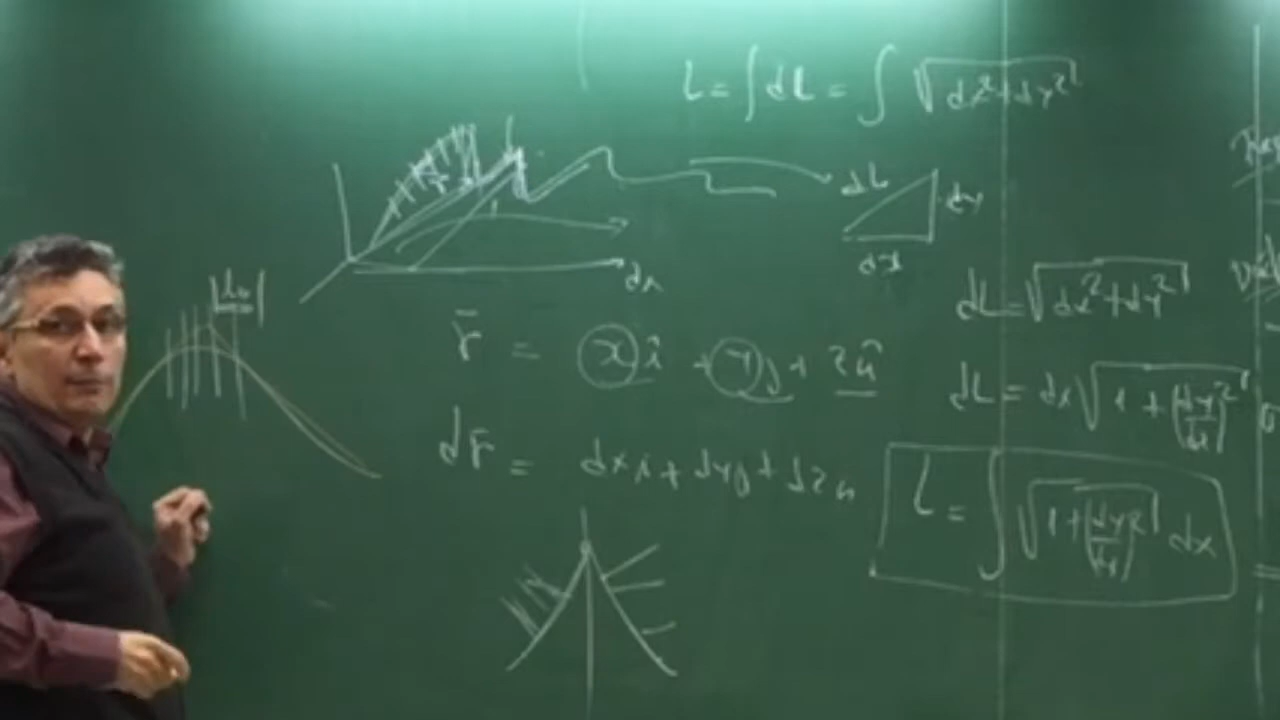 L = ∫ dL = ∫ √(dx² + dy²)
dL
dy
dx
dx
dL = √(dx² + dy²)
r̄ = x î + y j + z k̂
dL = dx √(1 + (dy/dx)²)
dr̄ = dx i + dy j + dz k
L = ∫ √(1 + (dy/dx)²) dx